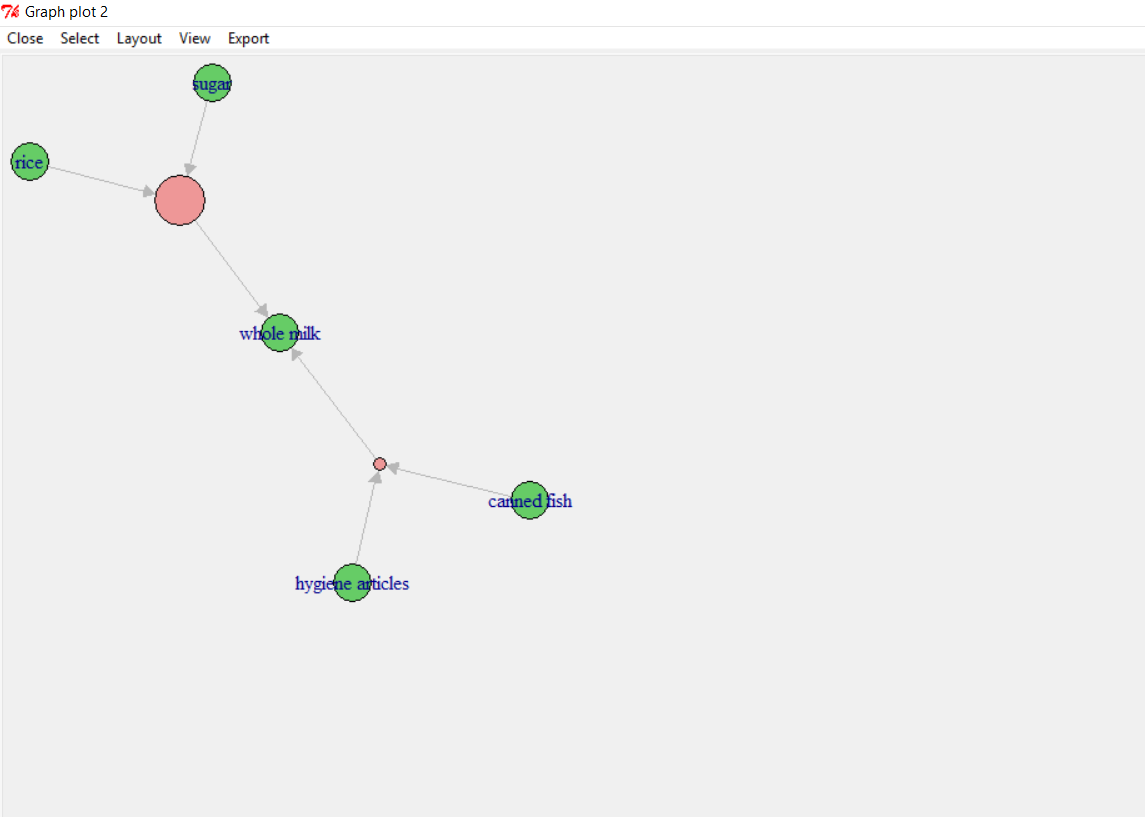 Graph plot 2
Close Select Layout View Export
sugar
rice
whole milk
canned fish
hygiene articles